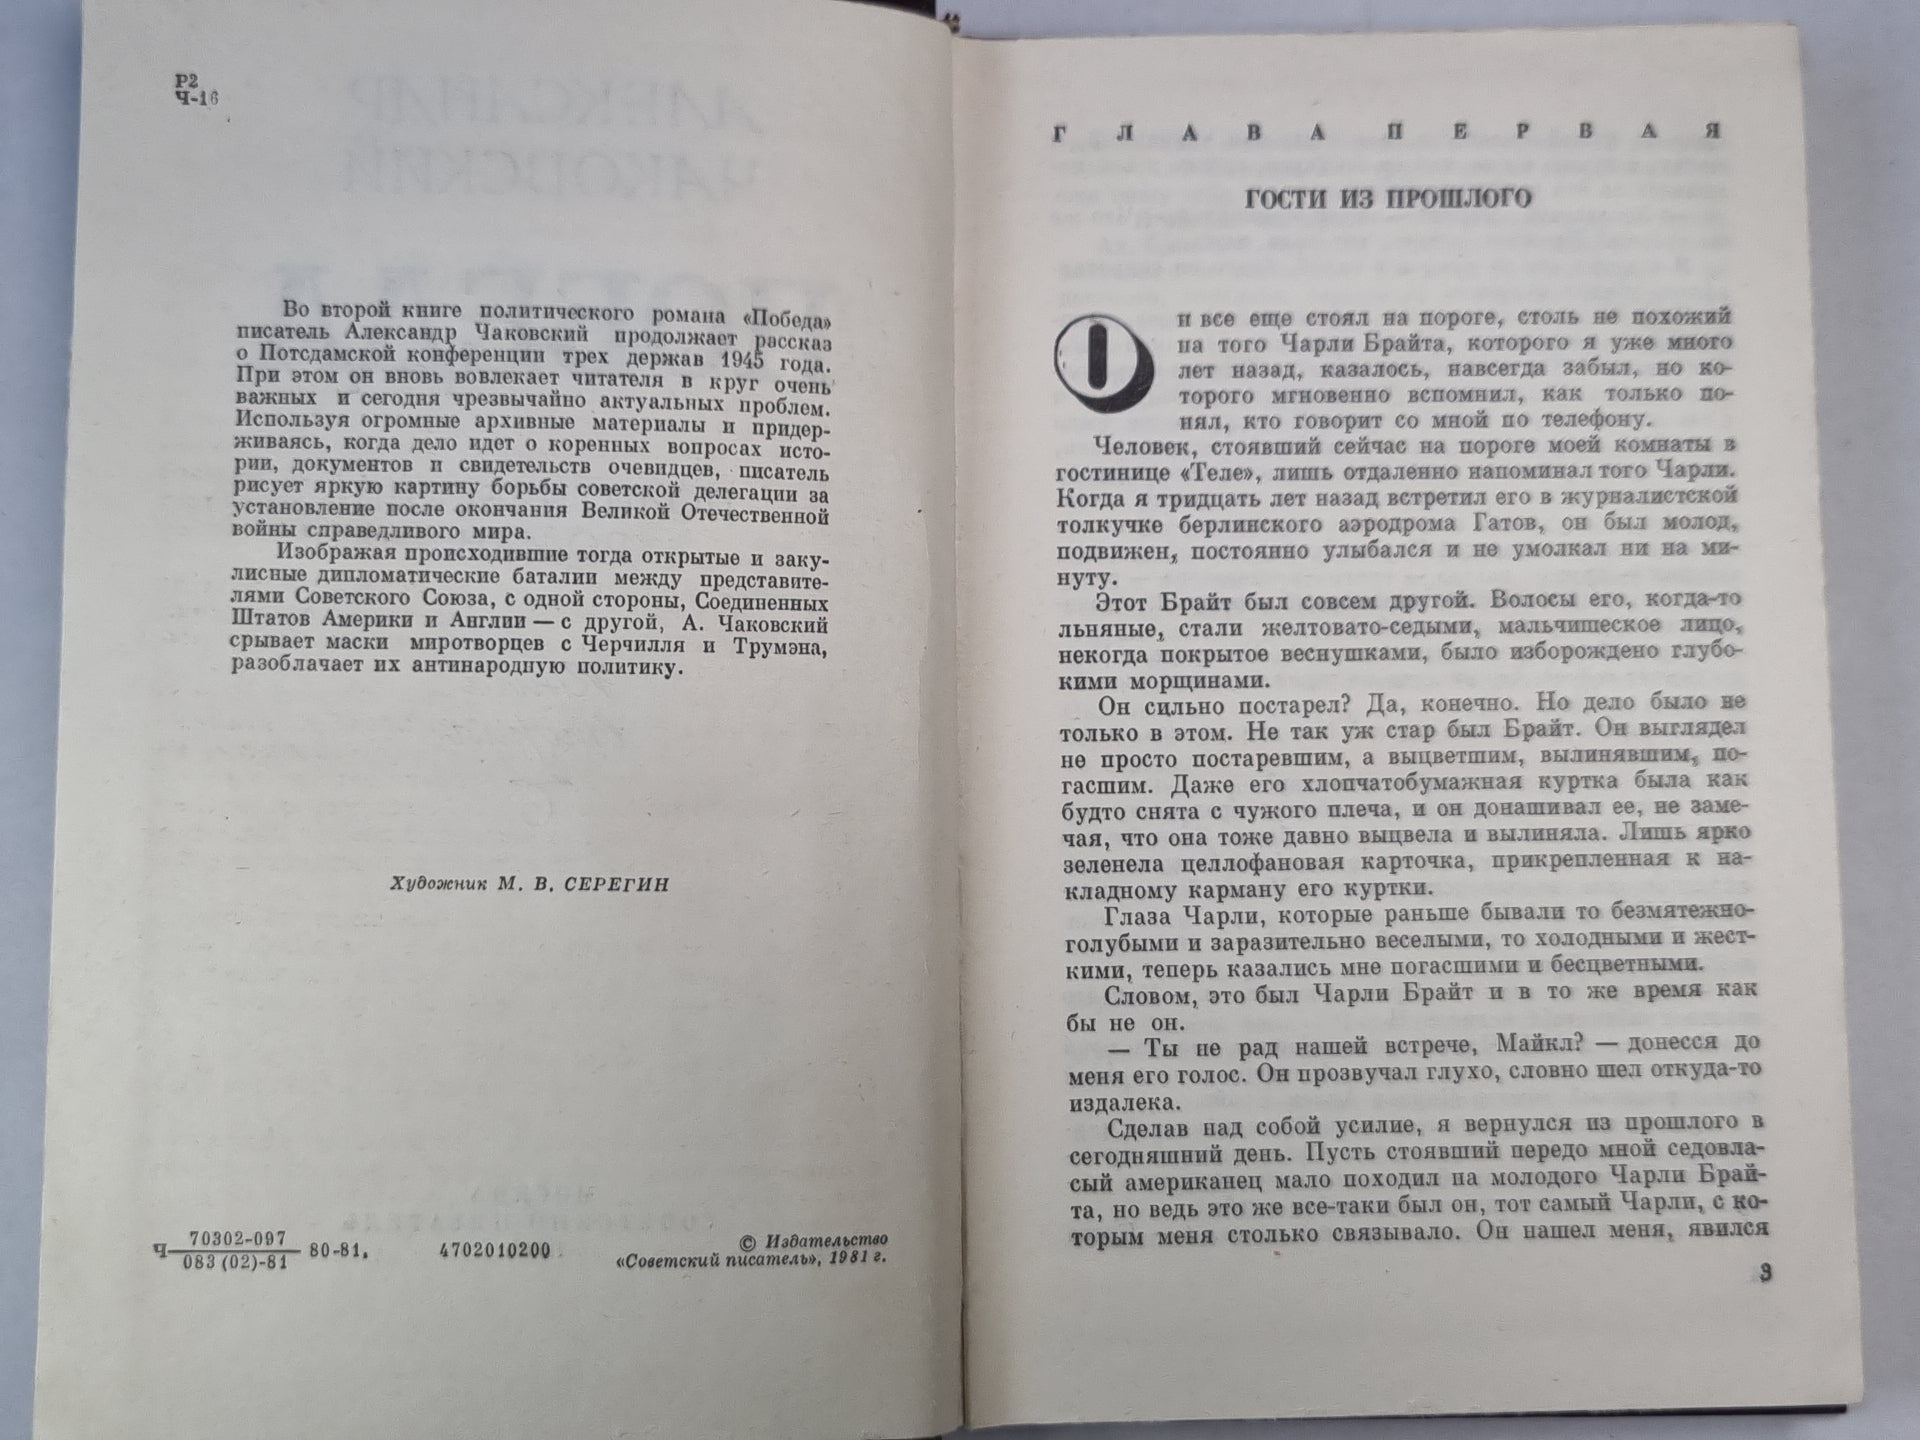 Р2
Ч-16
Во второй книге политического романа «Победа»
писатель Александр Чаковский продолжает рассказ
о Потсдамской конференции трех держав 1945 года.
При этом он вновь вовлекает читателя в круг очень
важных и сегодня чрезвычайно актуальных проблем.
Используя огромные архивные материалы и придер-
живаясь, когда дело идет о коренных вопросах исто-
рии, документов и свидетельств очевидцев, писатель
рисует яркую картину борьбы советской делегации за
установление после окончания Великой Отечественной
войны справедливого мира.
Изображая происходившие тогда открытые и заку-
лисные дипломатические баталии между представите-
лями Советского Союза, с одной стороны, Соединенных
Штатов Америки и Англии — с другой, А. Чаковский
срывает маски миротворцев с Черчилля и Трумэна,
разоблачает их антинародную политику.
Художник М. В. СЕРЕГИН
Ч 70302-097
083 (02)-81 80-81. 4702010200
© Издательство
«Советский писатель», 1981 г.
ГЛАВА ПЕРВАЯ
ГОСТИ ИЗ ПРОШЛОГО
Он все еще стоял на пороге, столь не похожий
на того Чарли Брайта, которого я уже много
лет назад, казалось, навсегда забыл, но ко-
торого мгновенно вспомнил, как только по-
нял, кто говорит со мной по телефону.
Человек, стоявший сейчас на пороге моей комнаты в
гостинице «Теле», лишь отдаленно напоминал того Чарли.
Когда я тридцать лет назад встретил его в журналистской
толкучке берлинского аэродрома Гатов, он был молод,
подвижен, постоянно улыбался и не умолкал ни на ми-
нуту.
Этот Брайт был совсем другой. Волосы его, когда-то
льняные, стали желтовато-седыми, мальчишеское лицо,
некогда покрытое веснушками, было изборождено глубо-
кими морщинами.
Он сильно постарел? Да, конечно. Но дело было не
только в этом. Не так уж стар был Брайт. Он выглядел
не просто постаревшим, а выцветшим, вылинявшим, по-
гасшим. Даже его хлопчатобумажная куртка была как
будто снята с чужого плеча, и он донашивал ее, не заме-
чая, что она тоже давно выцвела и вылиняла. Лишь ярко
зеленела целлофановая карточка, прикрепленная к на-
кладному карману его куртки.
Глаза Чарли, которые раньше бывали то безмятежно-
голубыми и заразительно веселыми, то холодными и жест-
кими, теперь казались мне погасшими и бесцветными.
Словом, это был Чарли Брайт и в то же время как
бы не он.
— Ты не рад нашей встрече, Майкл? — донесся до
меня его голос. Он прозвучал глухо, словно шел откуда-то
издалека.
Сделав над собой усилие, я вернулся из прошлого в
сегодняшний день. Пусть стоявший передо мной седовла-
сый американец мало походил на молодого Чарли Брай-
та, но ведь это же все-таки был он, тот самый Чарли, с ко-
торым меня столько связывало. Он нашел меня, явился
3